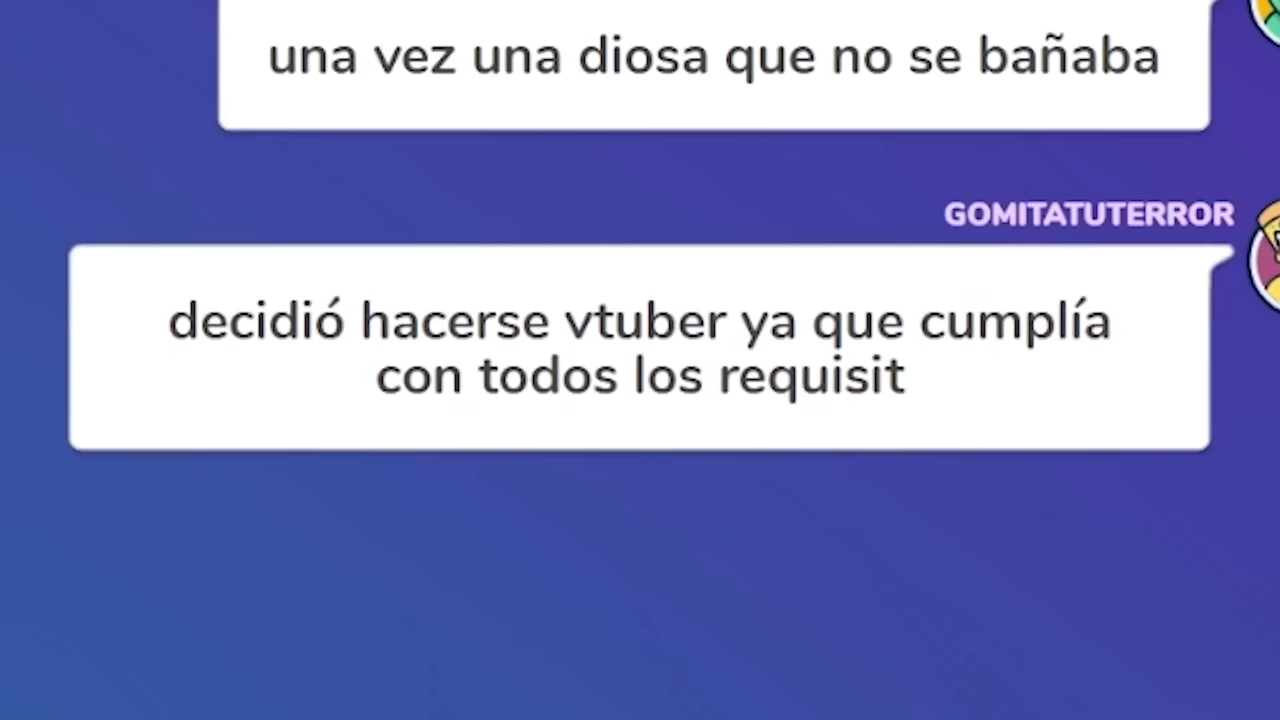 una vez una diosa que no se bañaba
GOMITATUTERROR
decidió hacerse vtuber ya que cumplía
con todos los requisit